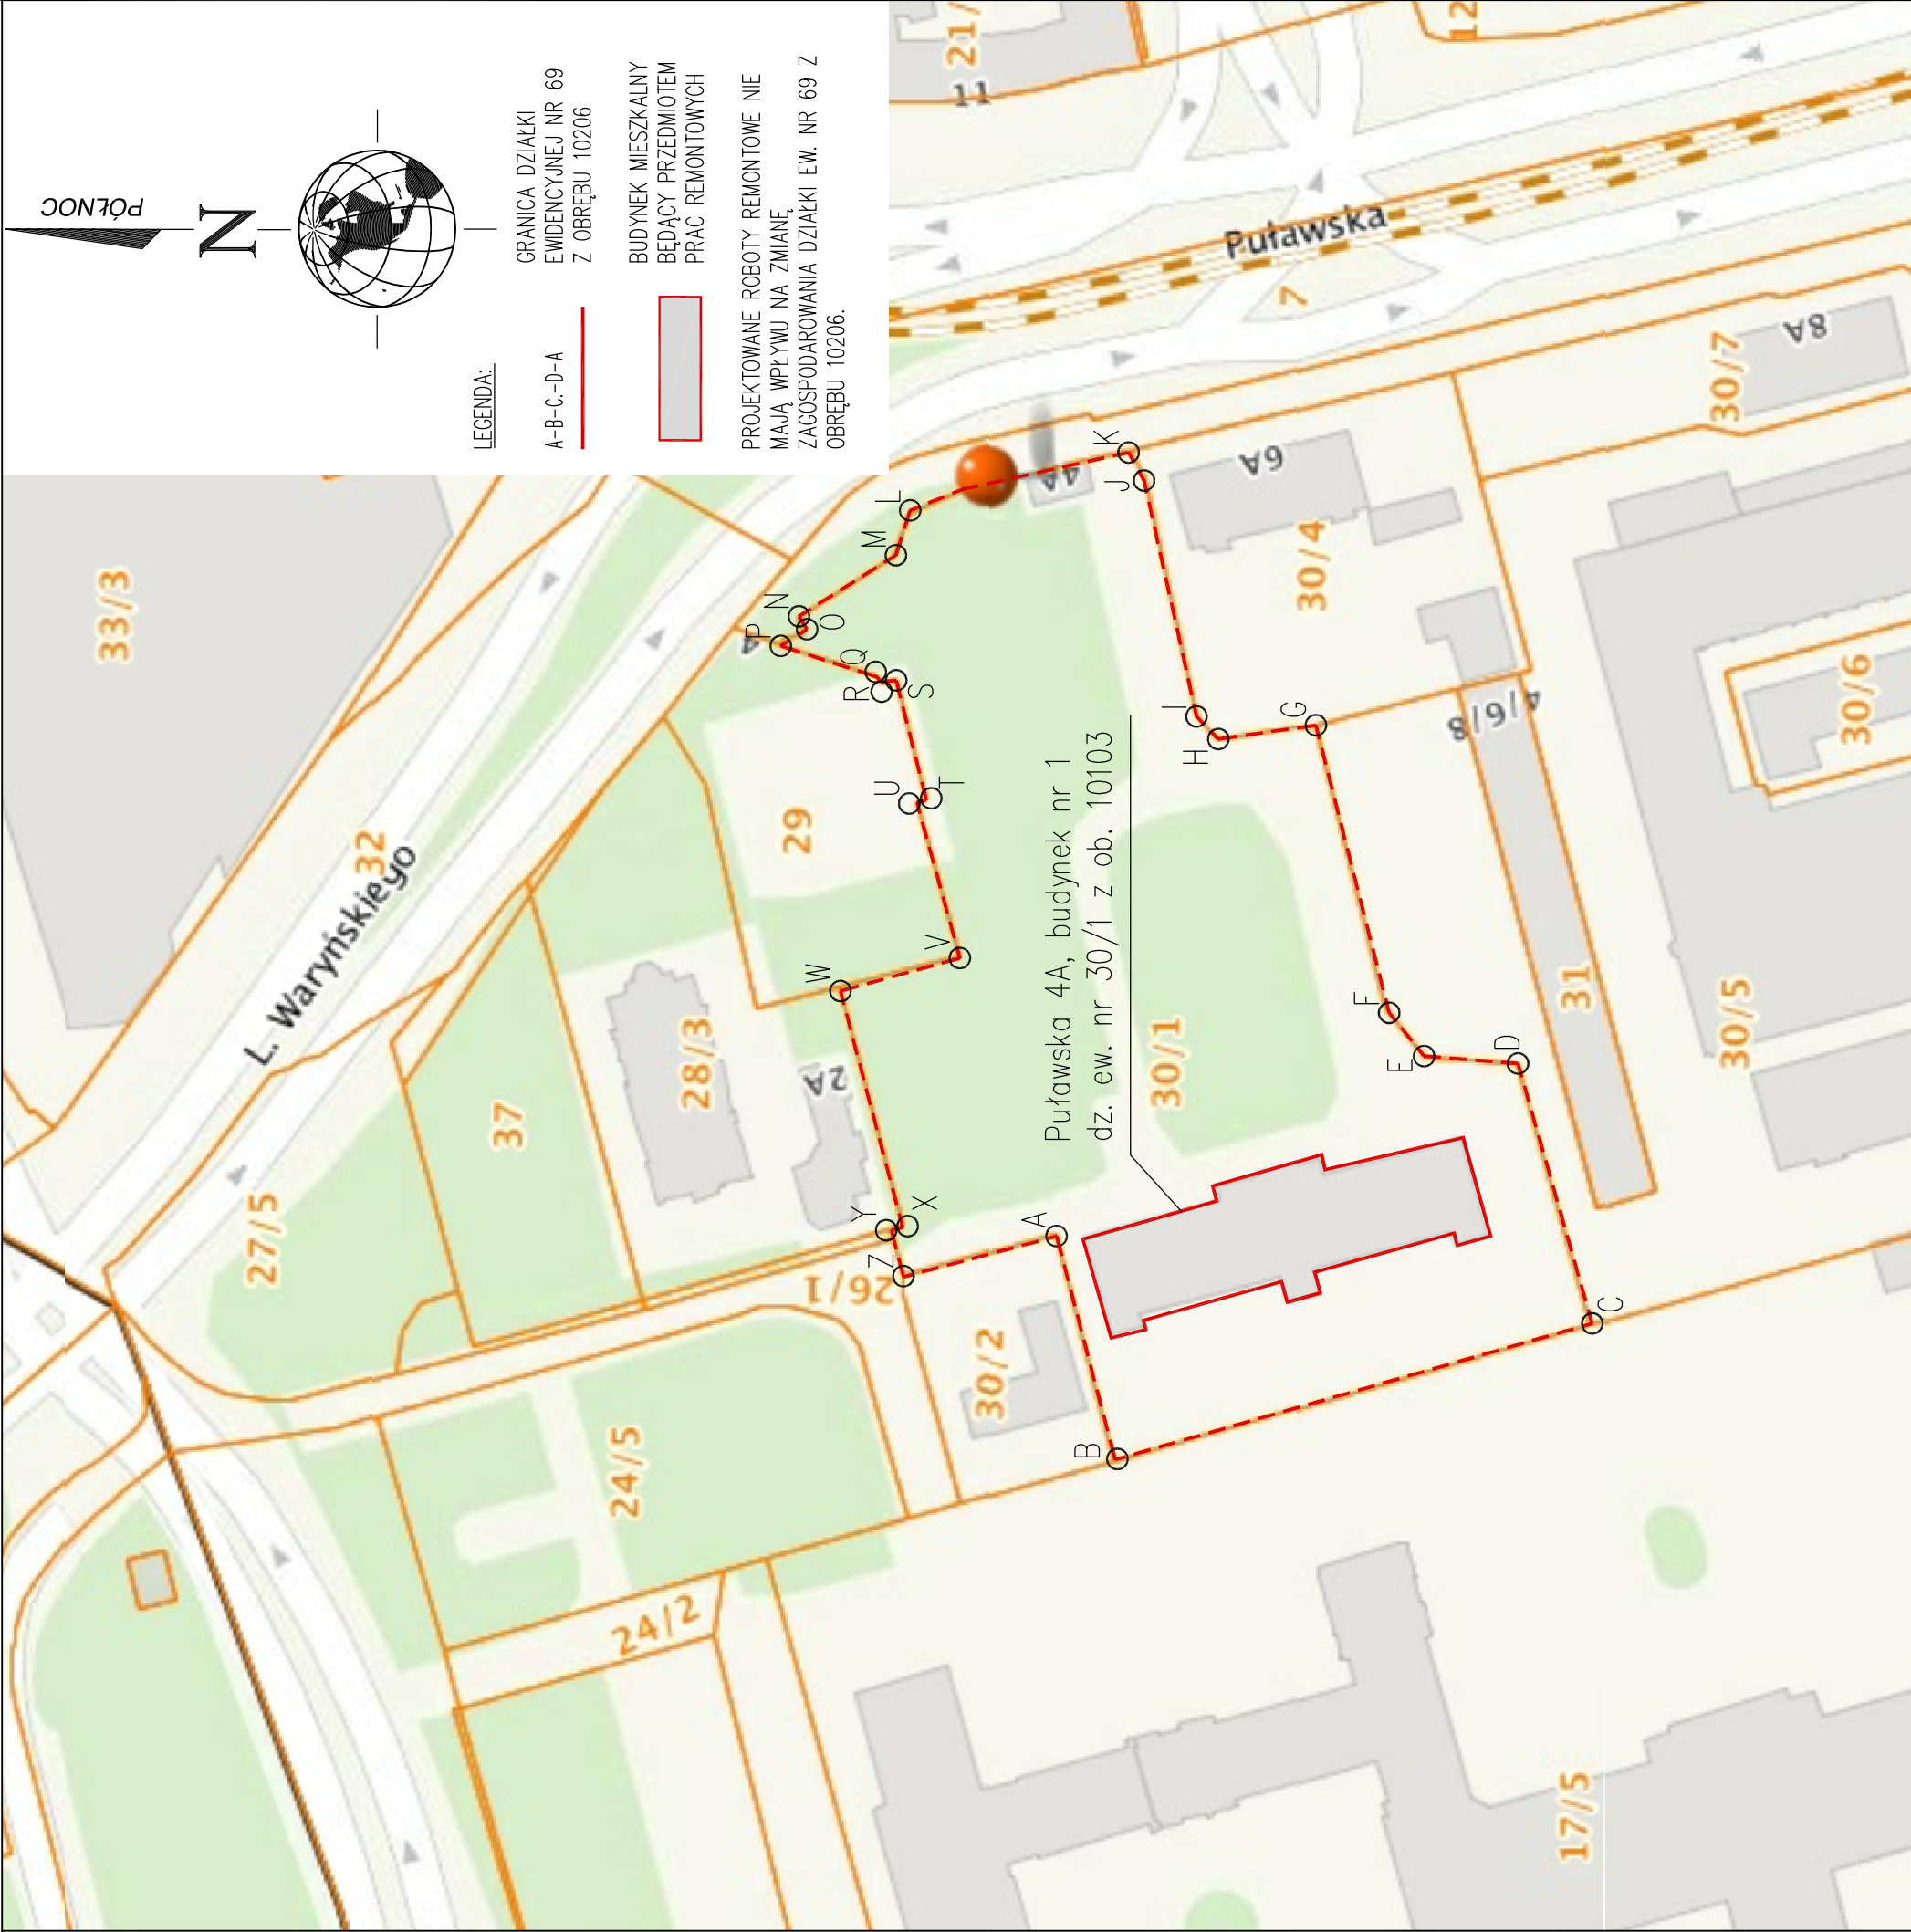 PÓŁNOC
N
LEGENDA:
A-B-C.-D-A
GRANICA DZIAŁKI
EWIDENCYJNEJ NR 69
Z OBRĘBU 10206
BUDYNEK MIESZKALNY
BĘDĄCY PRZEDMIOTEM
PRAC REMONTOWYCH
PROJEKTOWANE ROBOTY REMONTOWE NIE
MAJĄ WPŁYWU NA ZMIANĘ
ZAGOSPODAROWANIA DZIAŁKI EW. NR 69 Z
OBRĘBU 10206.
Puławska 4A, budynek nr 1
dz. ew. nr 30/1 z ob. 10103
L. Waryńskiego
Puławska
33/3
32
27/5
37
28/3
29
2A
26/1
30/2
24/5
24/2
30/1
17/5
31
30/5
30/6
30/4
30/7
4/6/8
4
4A
6A
8A
7
11
21/
12
A
B
C
D
E
F
G
H
I
J
K
L
M
N
O
P
Q
R
S
T
U
V
W
X
Y
Z